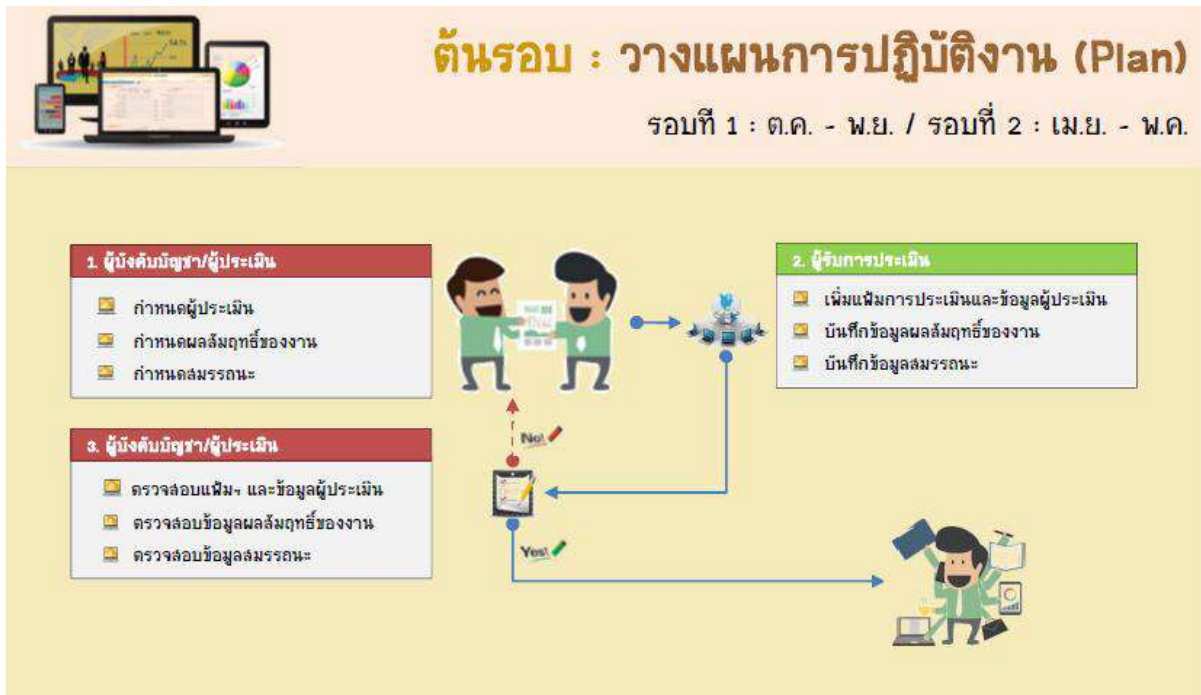 ต้นรอบ : วางแผนการปฏิบัติงาน (Plan)
รอบที่ 1 : ต.ค. - พ.ย. / รอบที่ 2 : เม.ย. - พ.ค.
1. ผู้บังคับบัญชา/ผู้ประเมิน
กำหนดผู้ประเมิน
กำหนดผลสัมฤทธิ์ของงาน
กำหนดสมรรถนะ
2. ผู้รับการประเมิน
เพิ่มแฟ้มการประเมินและข้อมูลผู้ประเมิน
บันทึกข้อมูลผลสัมฤทธิ์ของงาน
บันทึกข้อมูลสมรรถนะ
3. ผู้บังคับบัญชา/ผู้ประเมิน
ตรวจสอบแฟ้มฯ และข้อมูลผู้ประเมิน
ตรวจสอบข้อมูลผลสัมฤทธิ์ของงาน
ตรวจสอบข้อมูลสมรรถนะ
No!
Yes!